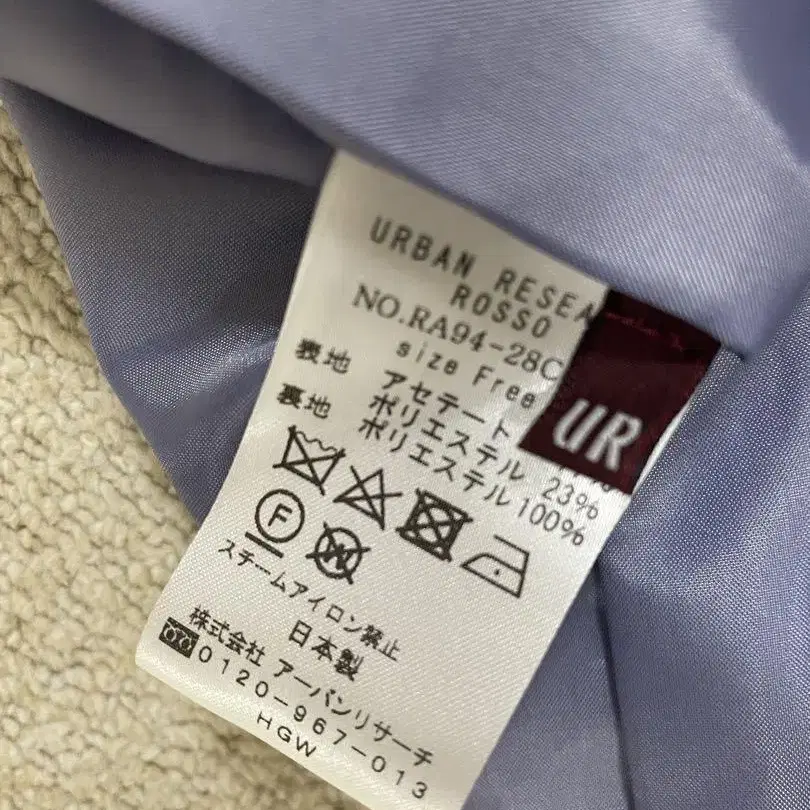 URBAN RESEA
ROSSO
NO.RA94-28C
size Free
表地 アセテート
ポリエステル 23%
裏地 ポリエステル 100%
F
W
スチームアイロン禁止
日本製
株式会社 アーバンリサーチ
0120-967-013
HGW
UR